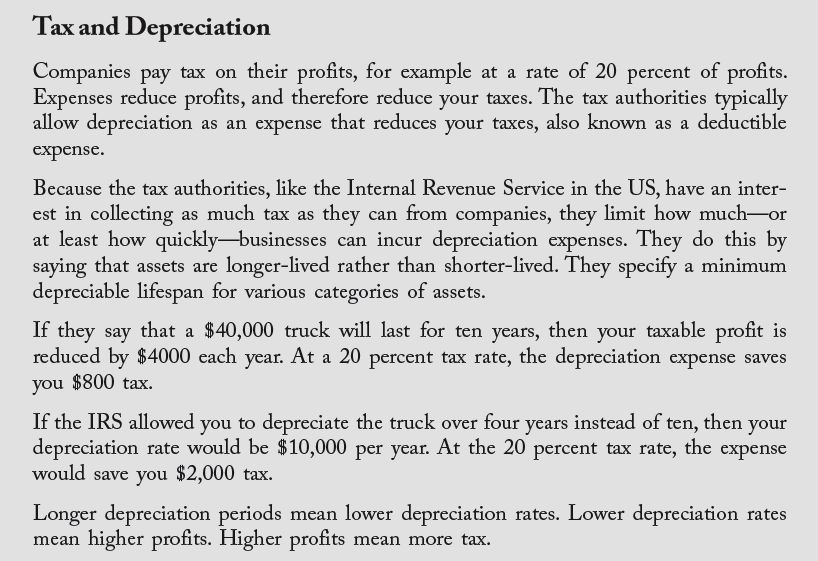 Tax and Depreciation
Companies pay tax on their profits, for example at a rate of 20 percent of profits.
Expenses reduce profits, and therefore reduce your taxes. The tax authorities typically
allow depreciation as an expense that reduces your taxes, also known as a deductible
expense.
Because the tax authorities, like the Internal Revenue Service in the US, have an inter-
est in collecting as much tax as they can from companies, they limit how much—or
at least how quickly—businesses can incur depreciation expenses. They do this by
saying that assets are longer-lived rather than shorter-lived. They specify a minimum
depreciable lifespan for various categories of assets.
If they say that a $40,000 truck will last for ten years, then your taxable profit is
reduced by $4000 each year. At a 20 percent tax rate, the depreciation expense saves
you $800 tax.
If the IRS allowed you to depreciate the truck over four years instead of ten, then your
depreciation rate would be $10,000 per year. At the 20 percent tax rate, the expense
would save you $2,000 tax.
Longer depreciation periods mean lower depreciation rates. Lower depreciation rates
mean higher profits. Higher profits mean more tax.